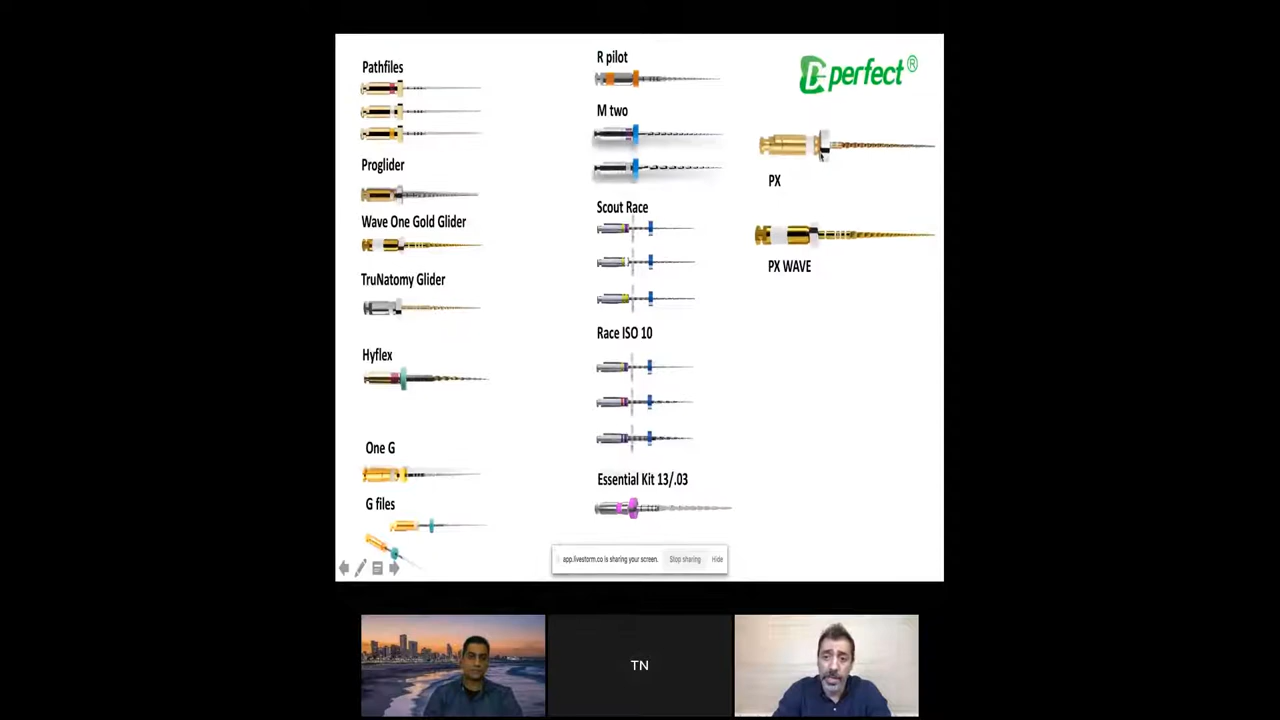 Pathfiles
Proglider
Wave One Gold Glider
TruNatomy Glider
Hyflex
One G
G files
R pilot
M two
Scout Race
Race ISO 10
Essential Kit 13/.03
perfect®
PX
PX WAVE
app.livestorm.co is sharing your screen. Stop sharing Hide
TN